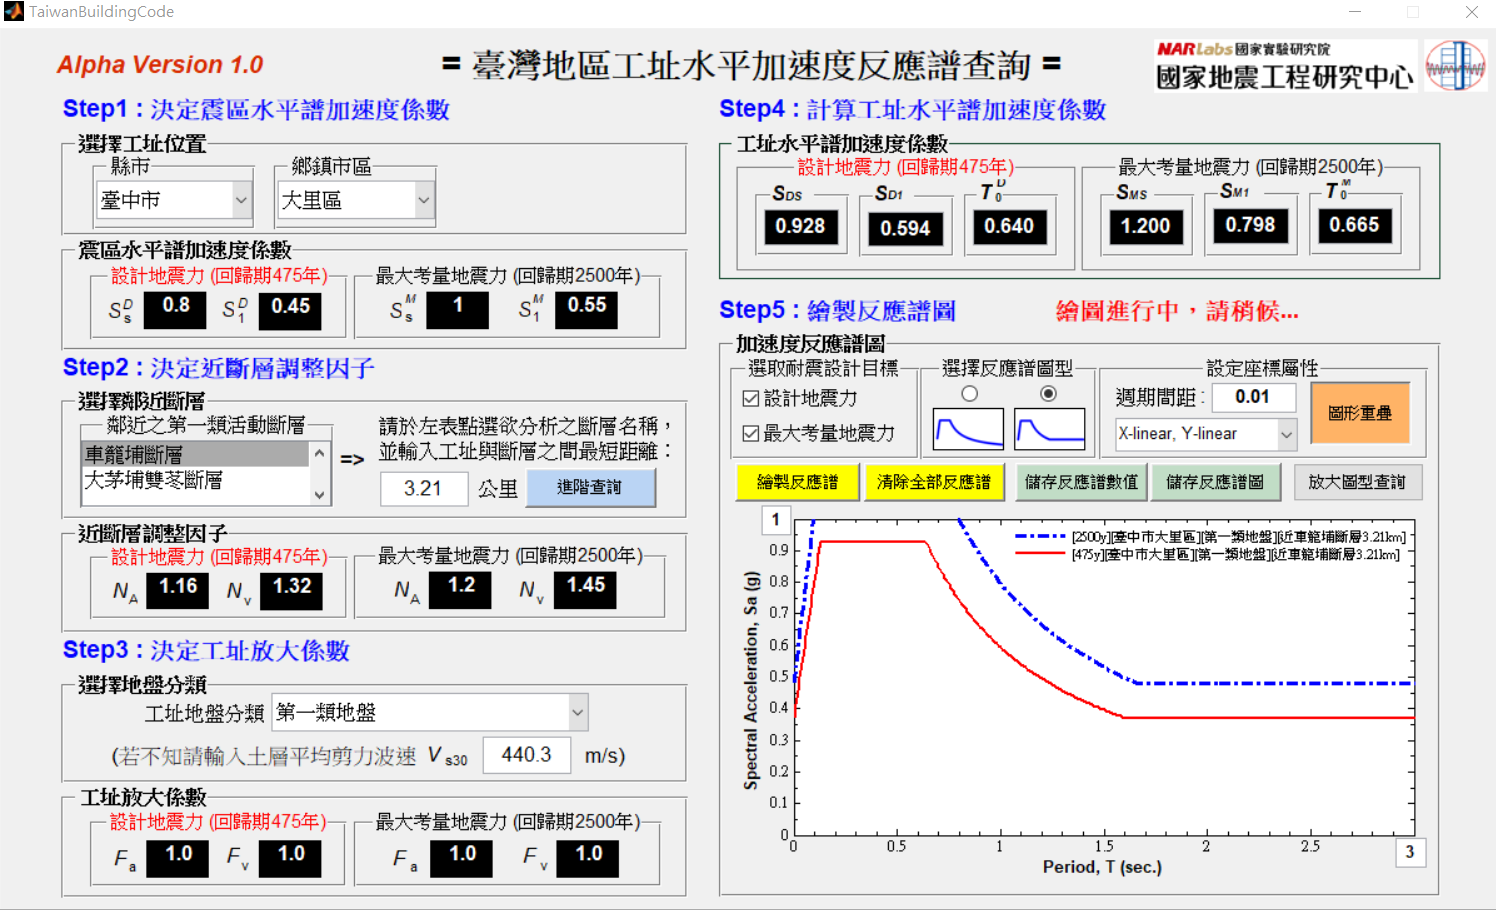 TaiwanBuildingCode
Alpha Version 1.0
= 臺灣地區工址水平加速度反應譜查詢 =
NARLabs 國家實驗研究院
國家地震工程研究中心
Step1 : 決定震區水平譜加速度係數
選擇工址位置
縣市
鄉鎮市區
臺中市
大里區
震區水平譜加速度係數
設計地震力 (回歸期475年)
最大考量地震力 (回歸期2500年)
S D s 0.8
S D 1 0.45
S M s 1
S M 1 0.55
Step2 : 決定近斷層調整因子
選擇鄰近斷層
鄰近之第一類活動斷層
車籠埔斷層
大茅埔雙苳斷層
=>
請於左表點選欲分析之斷層名稱，
並輸入工址與斷層之間最短距離：
3.21 公里 進階查詢
近斷層調整因子
設計地震力 (回歸期475年)
最大考量地震力 (回歸期2500年)
N A 1.16
N v 1.32
N A 1.2
N v 1.45
Step3 : 決定工址放大係數
選擇地盤分類
工址地盤分類 第一類地盤
(若不知請輸入土層平均剪力波速 V s30 440.3 m/s)
工址放大係數
設計地震力 (回歸期475年)
最大考量地震力 (回歸期2500年)
F a 1.0
F v 1.0
F a 1.0
F v 1.0
Step4 : 計算工址水平譜加速度係數
工址水平譜加速度係數
設計地震力 (回歸期475年)
最大考量地震力 (回歸期2500年)
S DS 0.928
S D1 0.594
T D 0 0.640
S MS 1.200
S M1 0.798
T M 0 0.665
Step5 : 繪製反應譜圖
繪圖進行中，請稍候...
加速度反應譜圖
選取耐震設計目標
設計地震力
最大考量地震力
選擇反應譜圖型
設定座標屬性
週期間距 : 0.01
X-linear, Y-linear
圖形重疊
繪製反應譜
清除全部反應譜
儲存反應譜數值
儲存反應譜圖
放大圖型查詢
1
[2500y][臺中市大里區][第一類地盤][近車籠埔斷層3.21km]
[475y][臺中市大里區][第一類地盤][近車籠埔斷層3.21km]
Spectral Acceleration, Sa (g)
0.9
0.8
0.7
0.6
0.5
0.4
0.3
0.2
0.1
0
0 0.5 1 1.5 2 2.5
3
Period, T (sec.)